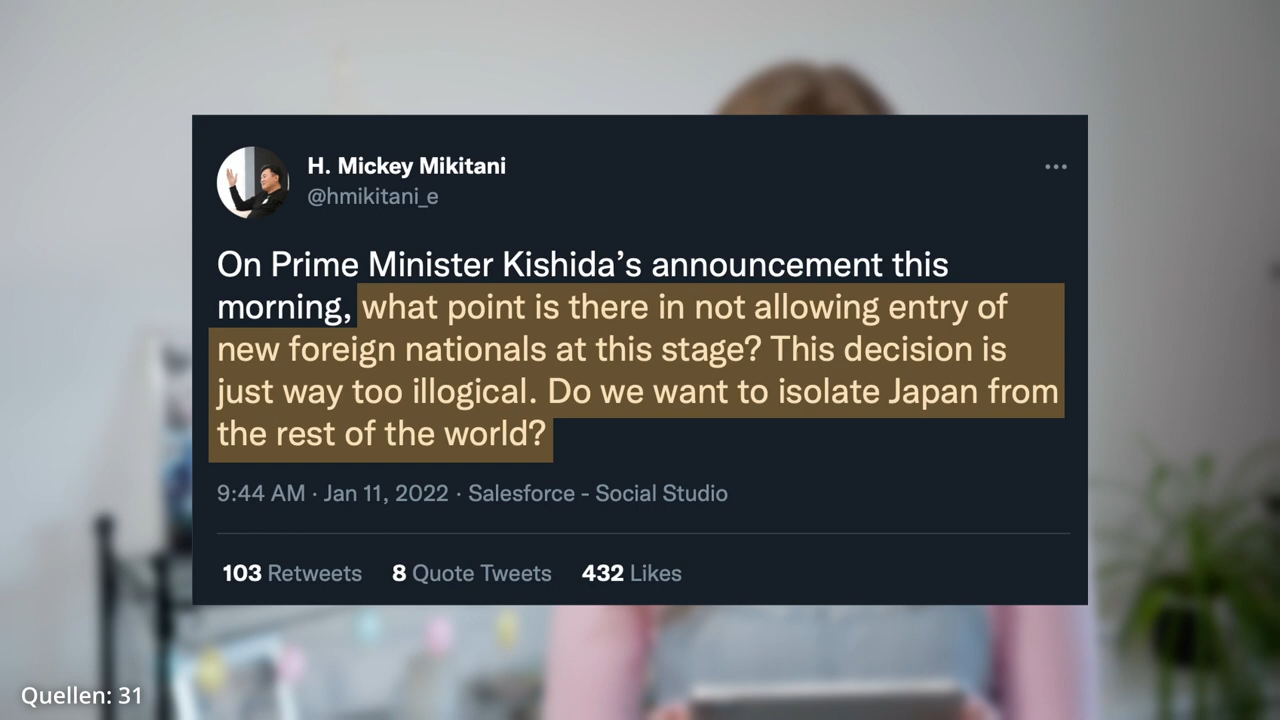 H. Mickey Mikitani
@hmikitani_e
On Prime Minister Kishida’s announcement this
morning, what point is there in not allowing entry of
new foreign nationals at this stage? This decision is
just way too illogical. Do we want to isolate Japan from
the rest of the world?
9:44 AM · Jan 11, 2022 · Salesforce - Social Studio
103 Retweets 8 Quote Tweets 432 Likes
Quellen: 31